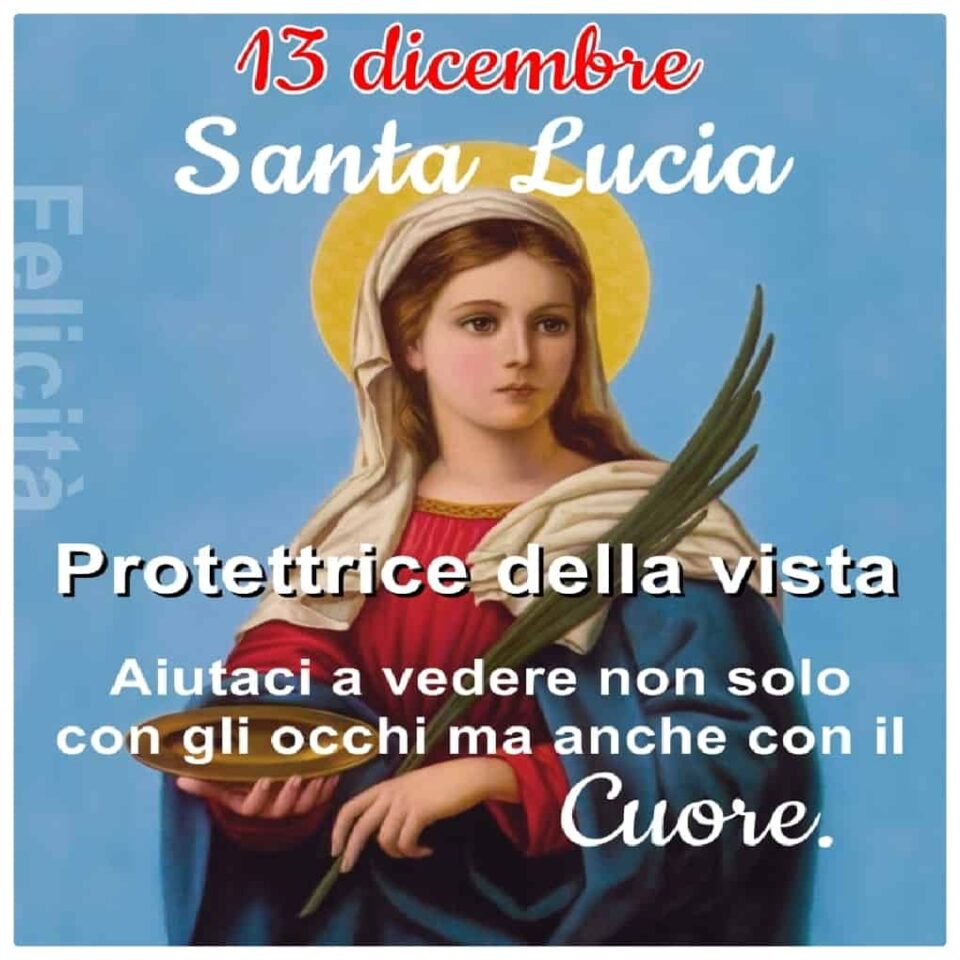 13 dicembre
Santa Lucia
Felicità
Protettrice della vista
Aiutaci a vedere non solo
con gli occhi ma anche con il
Cuore.